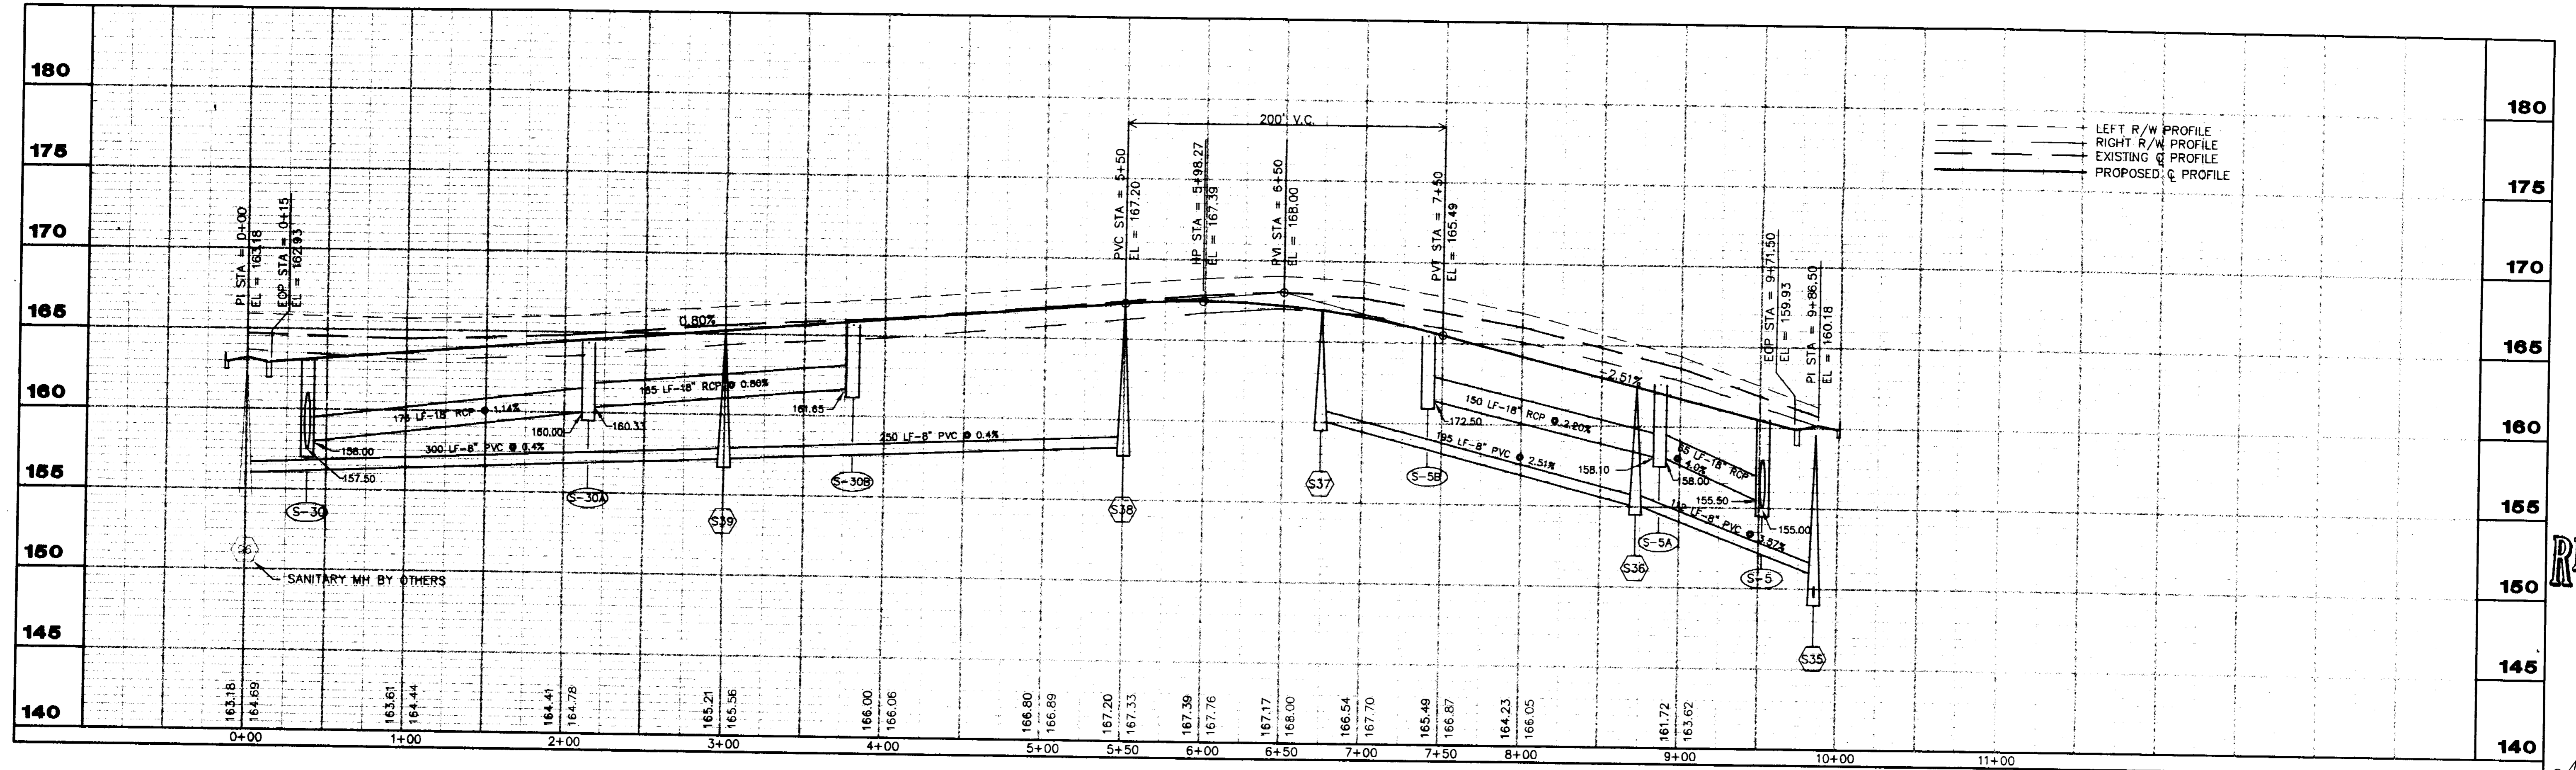 180
175
170
165
160
155
150
145
140
180
175
170
165
160
155
150
145
140
LEFT R/W PROFILE
RIGHT R/W PROFILE
EXISTING ℄ PROFILE
PROPOSED ℄ PROFILE
PI STA = 0+00
EL = 163.18
EOP STA = 0+15
EL = 162.93
PVC STA = 5+50
EL = 167.20
200' V.C.
HP STA = 5+98.27
EL = 167.39
PVI STA = 6+50
EL = 168.00
PVT STA = 7+50
EL = 165.49
EOP STA = 9+71.50
EL = 159.93
PI STA = 9+86.50
EL = 160.18
0.80%
-2.51%
165 LF-18" RCP @ 0.80%
161.65
LF-18" RCP @ 1.14%
160.00
160.33
158.00
157.50
300 LF-8" PVC @ 0.4%
250 LF-8" PVC @ 0.4%
150 LF-18" RCP @ 2.20%
172.50
195 LF-8" PVC @ 2.51%
158.10
158.00
LF-18" RCP
@ 4.0%
155.50
155.00
LF-8" PVC @ 3.57%
S-30
S-30A
S39
S-30B
S38
S37
S-5B
S36
S-5A
S-5
S35
SANITARY MH BY OTHERS
163.18
164.69
163.61
164.44
164.41
164.78
165.21
165.56
166.00
166.06
166.80
166.89
167.20
167.33
167.39
167.76
167.17
168.00
166.54
167.70
165.49
166.87
164.23
166.05
161.72
163.62
0+00
1+00
2+00
3+00
4+00
5+00
5+50
6+00
6+50
7+00
7+50
8+00
9+00
10+00
11+00